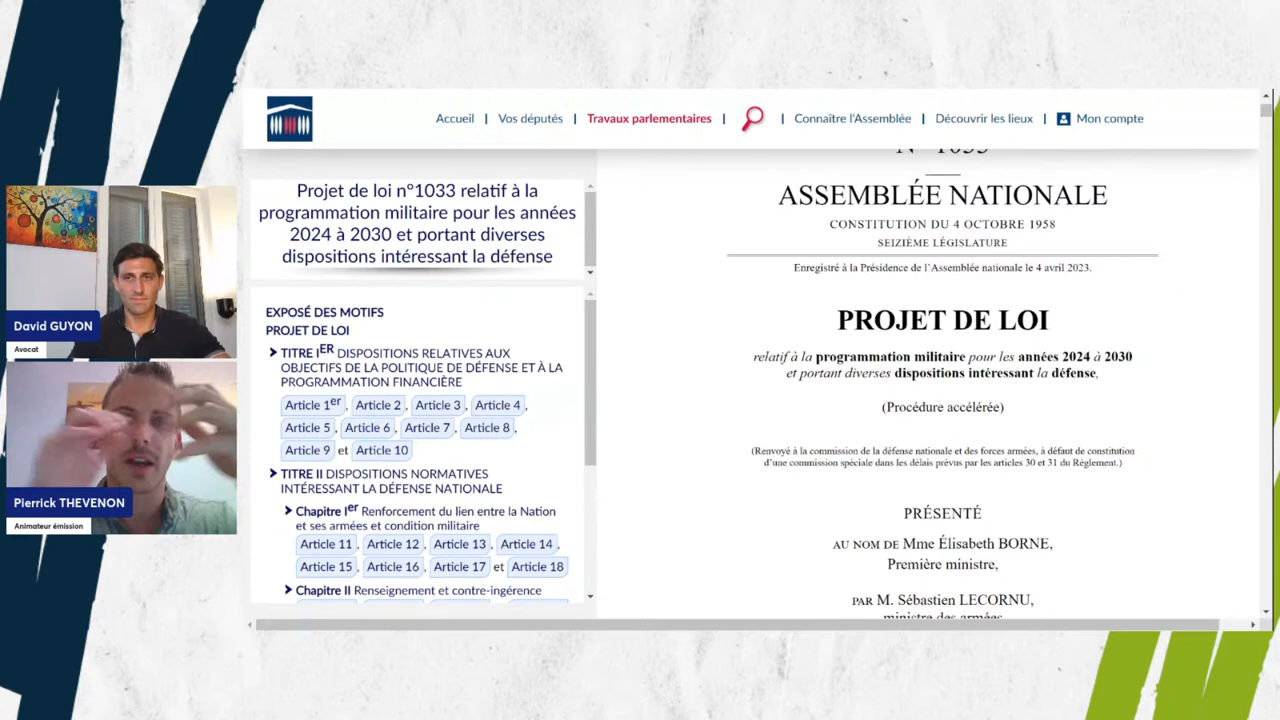 Accueil | Vos députés | Travaux parlementaires | | Connaître l'Assemblée | Découvrir les lieux | Mon compte
David GUYON
Avocat
Pierrick THEVENON
Animateur émission
Projet de loi n°1033 relatif à la
programmation militaire pour les années
2024 à 2030 et portant diverses
dispositions intéressant la défense
EXPOSÉ DES MOTIFS
PROJET DE LOI
TITRE IER DISPOSITIONS RELATIVES AUX
OBJECTIFS DE LA POLITIQUE DE DÉFENSE ET À LA
PROGRAMMATION FINANCIÈRE
Article 1er, Article 2, Article 3, Article 4,
Article 5, Article 6, Article 7, Article 8,
Article 9 et Article 10
TITRE II DISPOSITIONS NORMATIVES
INTÉRESSANT LA DÉFENSE NATIONALE
Chapitre Ier Renforcement du lien entre la Nation
et ses armées et condition militaire
Article 11, Article 12, Article 13, Article 14,
Article 15, Article 16, Article 17 et Article 18
Chapitre II Renseignement et contre-ingérence
N° 1033
ASSEMBLÉE NATIONALE
CONSTITUTION DU 4 OCTOBRE 1958
SEIZIÈME LÉGISLATURE
Enregistré à la Présidence de l'Assemblée nationale le 4 avril 2023.
PROJET DE LOI
relatif à la programmation militaire pour les années 2024 à 2030
et portant diverses dispositions intéressant la défense,
(Procédure accélérée)
(Renvoyé à la commission de la défense nationale et des forces armées, à défaut de constitution
d'une commission spéciale dans les délais prévus par les articles 30 et 31 du Règlement.)
PRÉSENTÉ
AU NOM DE Mme Élisabeth BORNE,
Première ministre,
PAR M. Sébastien LECORNU,
ministre des armées